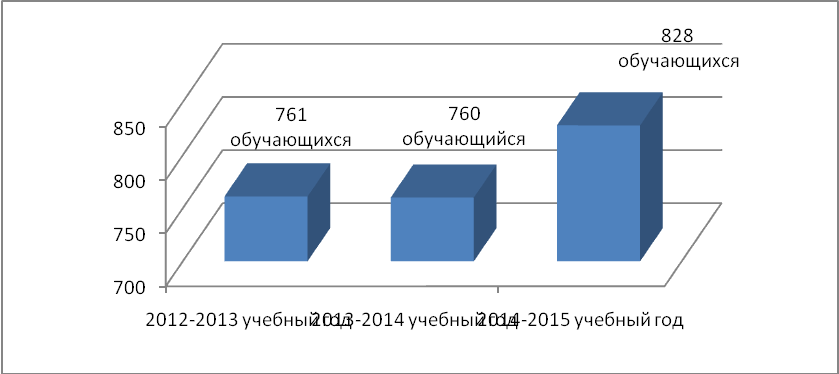 828
обучающихся
761
обучающихся
760
обучающийся
850
800
750
700
2012-2013 учебный год
2013-2014 учебный год
2014-2015 учебный год